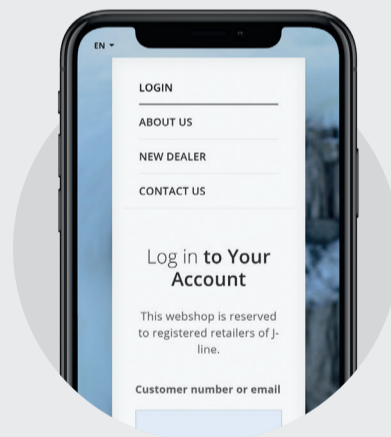 EN
LOGIN
ABOUT US
NEW DEALER
CONTACT US
Log in to Your
Account
This webshop is reserved
to registered retailers of J-
line.
Customer number or email